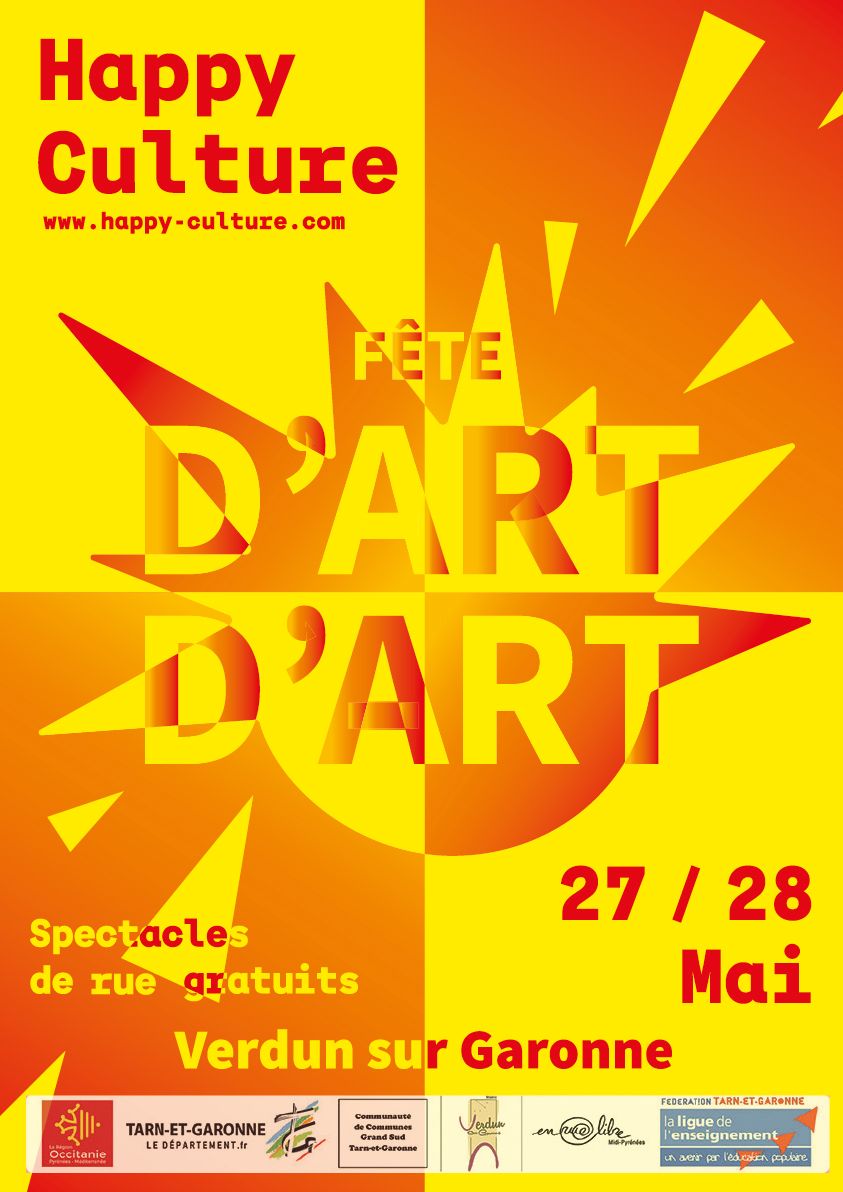 Happy
Culture
www.happy-culture.com
FÊTE
D'ART
D'ART
27 / 28
Mai
Spectacles
de rue gratuits
Verdun sur Garonne
La Région
Occitanie
Pyrénées - Méditerranée
TARN-ET-GARONNE
LE DÉPARTEMENT.fr
Communauté
de Communes
Grand Sud
Tarn-et-Garonne
Mairie
Verdun
sur Garonne
en rue libre
Midi-Pyrénées
FEDERATION TARN-ET-GARONNE
la ligue de
l'enseignement
un avenir par l'éducation populaire